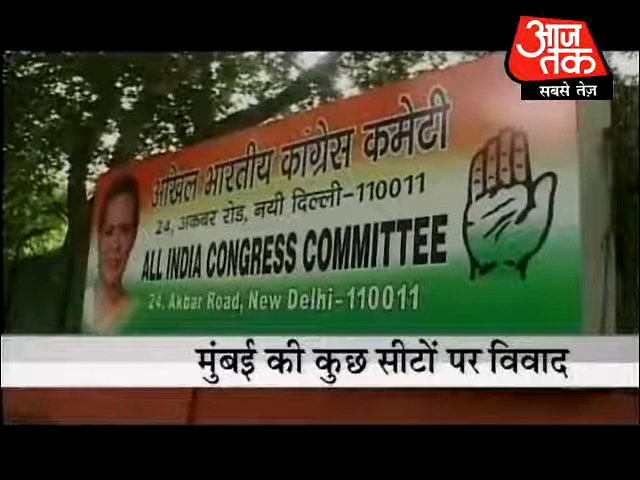 आज
तक
सबसे तेज़
अखिल भारतीय कांग्रेस कमेटी
24, अकबर रोड, नयी दिल्ली-110011
ALL INDIA CONGRESS COMMITTEE
24, Akbar Road, New Delhi-110011
मुंबई की कुछ सीटों पर विवाद